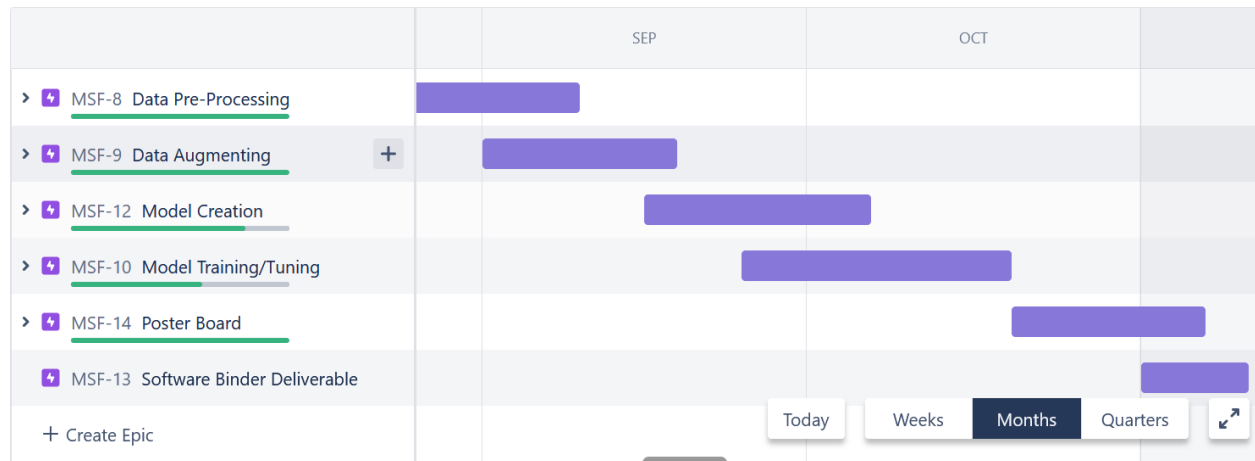 SEP OCT
MSF-8 Data Pre-Processing
MSF-9 Data Augmenting
MSF-12 Model Creation
MSF-10 Model Training/Tuning
MSF-14 Poster Board
MSF-13 Software Binder Deliverable
+ Create Epic
Today Weeks Months Quarters